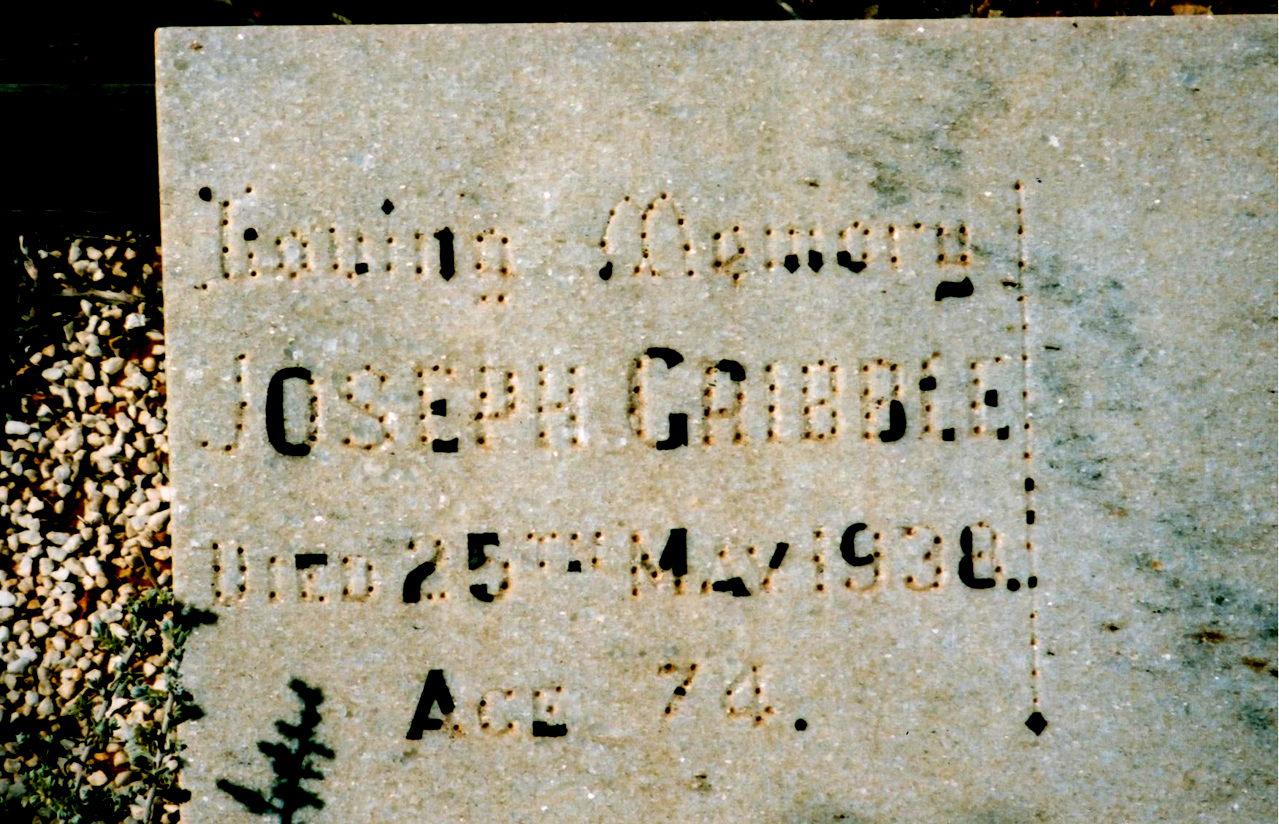 Loving Memory
JOSEPH GRIBBLE
DIED 25TH MAY 1938.
AGE 74.